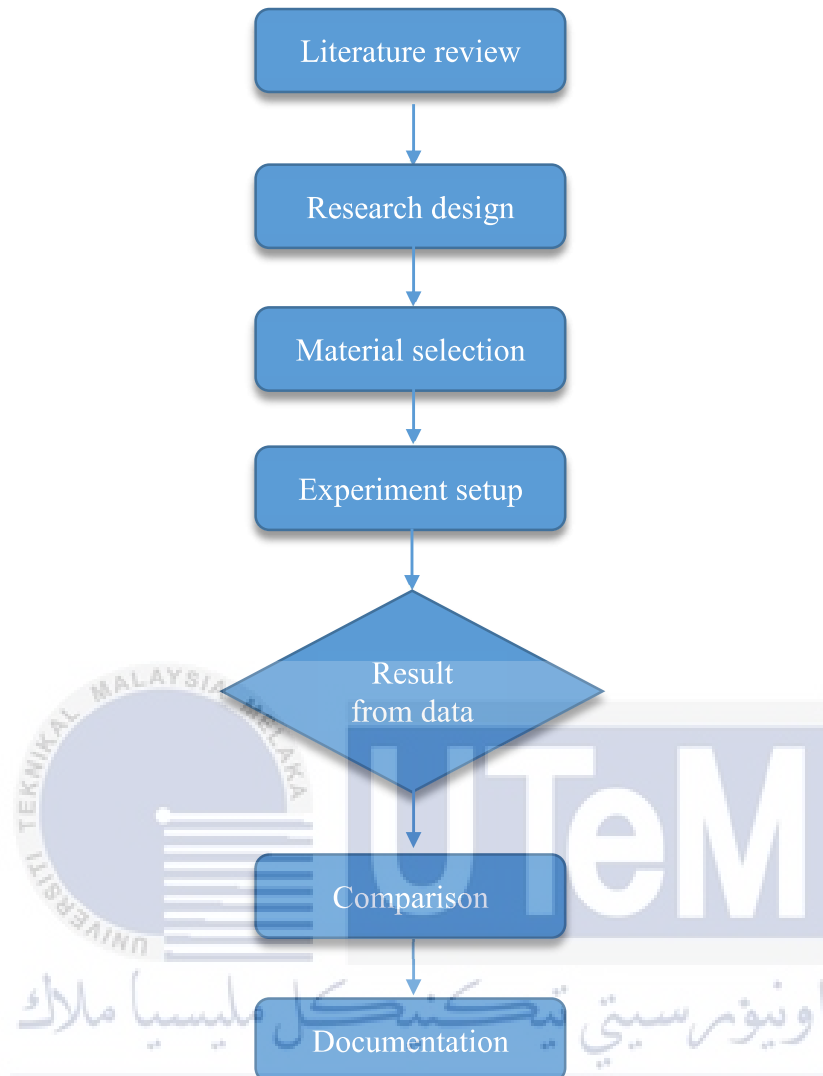 Literature review
Research design
Material selection
Experiment setup
Result
from data
UNIVERSITI TEKNIKAL MALAYSIA MELAKA
UTeM
Comparison
اونيۏرسيتي تيكنيكل مليسيا ملاك
Documentation